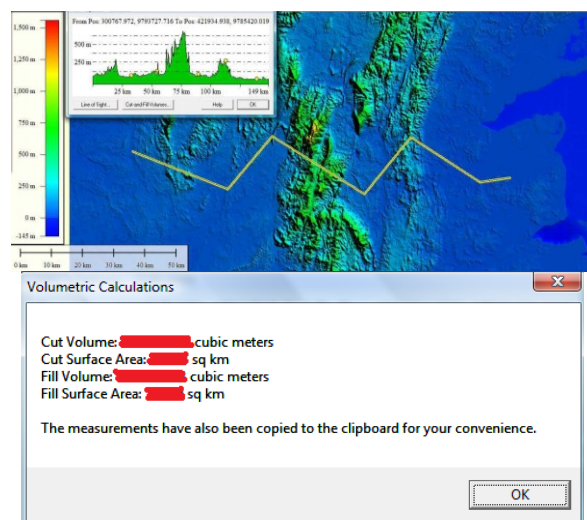 From Pos: 300767.972, 9793727.716 To Pos: 421934.938, 9785420.019
1,500 m
1,250 m
1,000 m
750 m
500 m
250 m
0 m
-145 m
500 m
250 m
25 km 50 km 75 km 100 km 149 km
Line of Sight... Cut and Fill Volumes... Help OK
0 km 10 km 20 km 30 km 40 km 50 km
Volumetric Calculations
Cut Volume: cubic meters
Cut Surface Area: sq km
Fill Volume: cubic meters
Fill Surface Area: sq km
The measurements have also been copied to the clipboard for your convenience.
OK